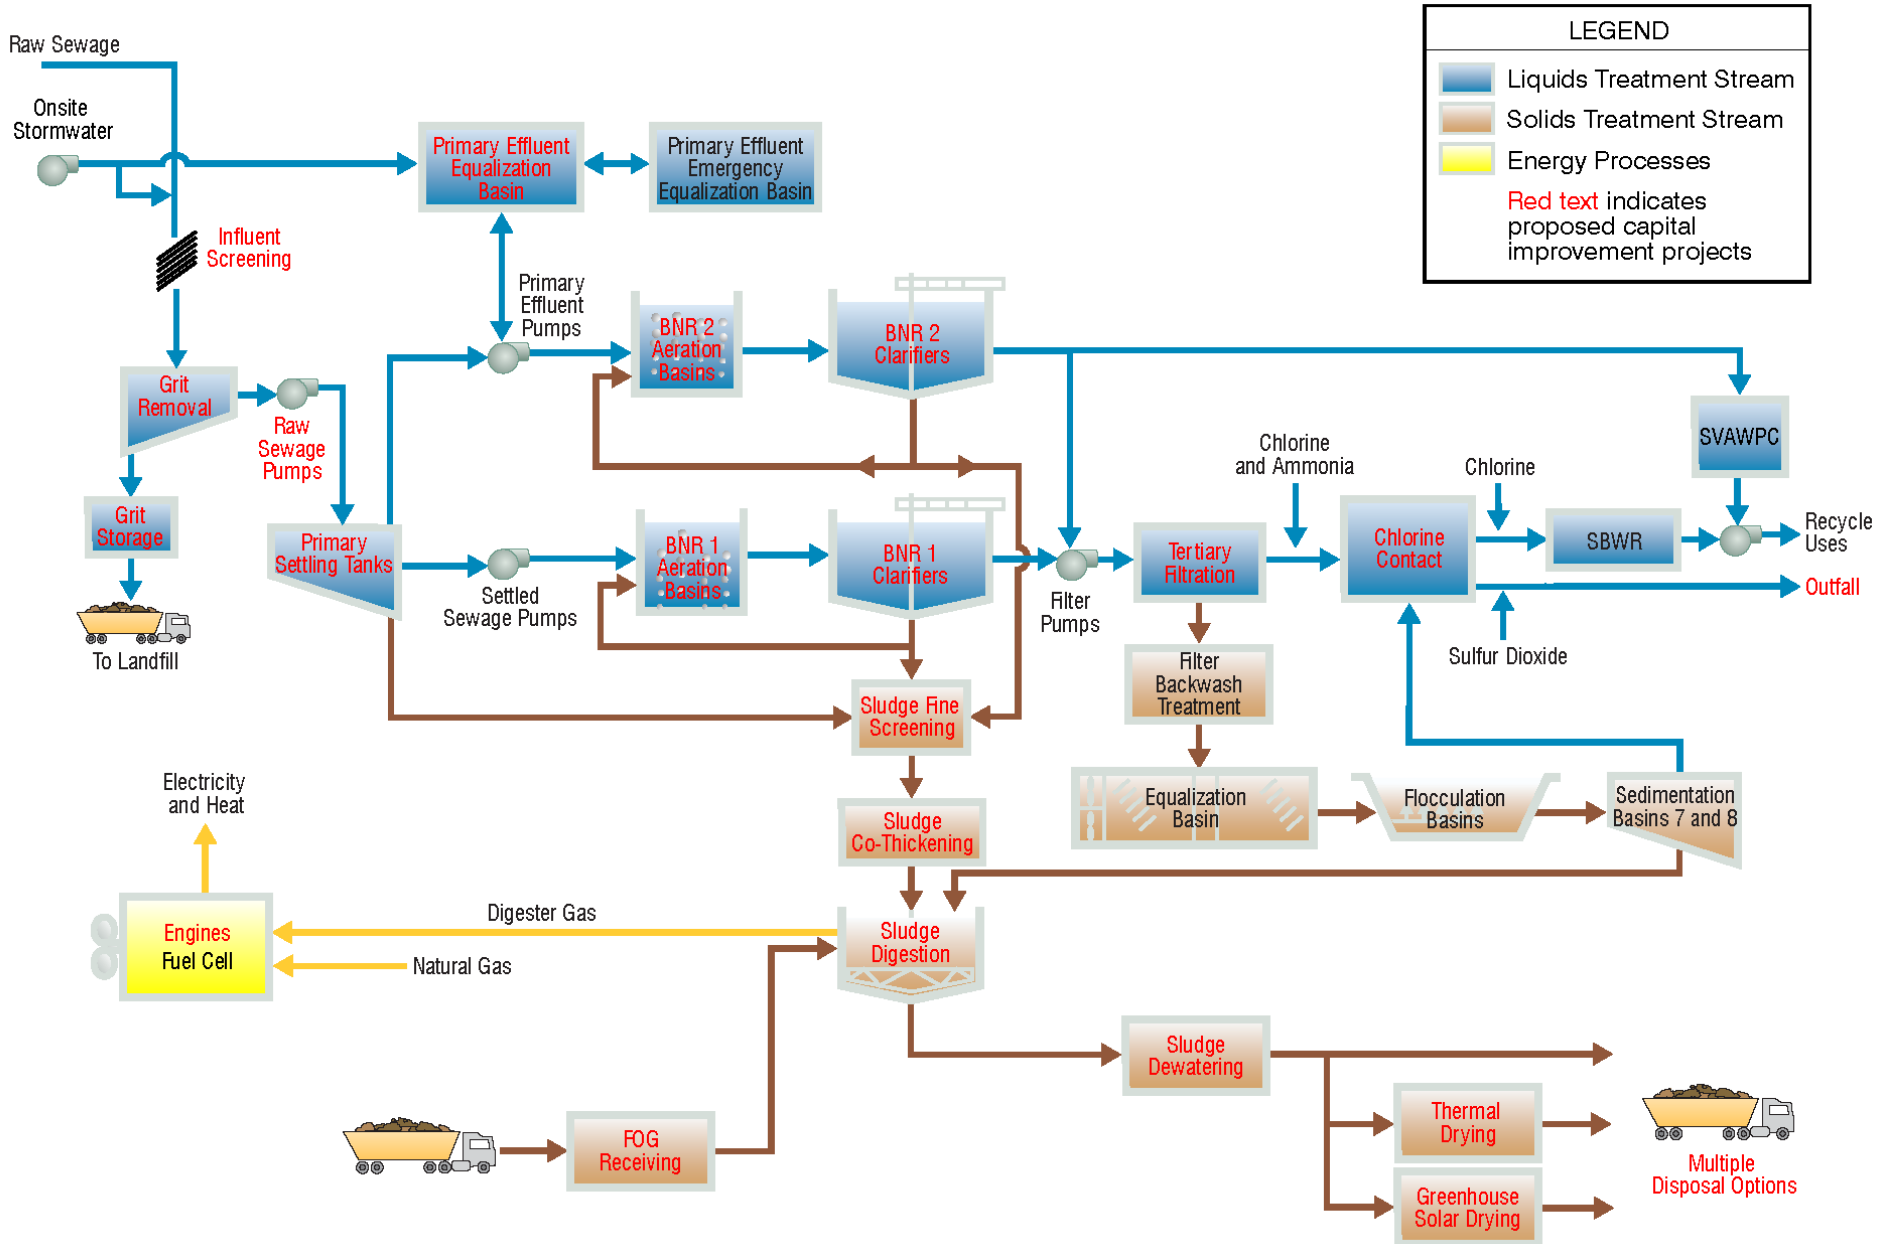 LEGEND
Liquids Treatment Stream
Solids Treatment Stream
Energy Processes
Red text indicates
proposed capital
improvement projects
Raw Sewage
Onsite
Stormwater
Primary Effluent
Equalization
Basin
Primary Effluent
Emergency
Equalization Basin
Influent
Screening
Primary
Effluent
Pumps
BNR 2
Aeration
Basins
BNR 2
Clarifiers
Grit
Removal
Raw
Sewage
Pumps
SVAWPC
Chlorine
and Ammonia
Chlorine
Grit
Storage
Primary
Settling Tanks
Settled
Sewage Pumps
BNR 1
Aeration
Basins
BNR 1
Clarifiers
Filter
Pumps
Tertiary
Filtration
Chlorine
Contact
SBWR
Recycle
Uses
Outfall
Sulfur Dioxide
To Landfill
Filter
Backwash
Treatment
Sludge Fine
Screening
Equalization
Basin
Flocculation
Basins
Sedimentation
Basins 7 and 8
Electricity
and Heat
Sludge
Co-Thickening
Digester Gas
Engines
Fuel Cell
Natural Gas
Sludge
Digestion
Sludge
Dewatering
Thermal
Drying
FOG
Receiving
Greenhouse
Solar Drying
Multiple
Disposal Options